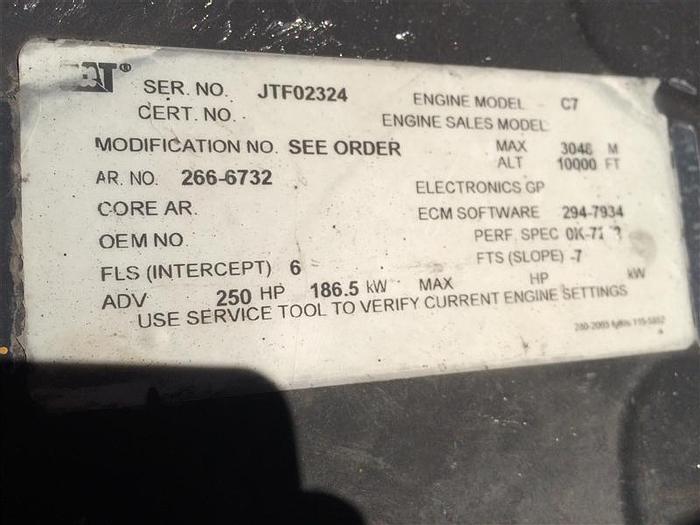 CAT®
SER. NO. JTF02324 ENGINE MODEL C7
CERT. NO. ENGINE SALES MODEL
MODIFICATION NO. SEE ORDER MAX ALT 3048 M 10000 FT
AR. NO. 266-6732 ELECTRONICS GP
CORE AR. ECM SOFTWARE 294-7934
OEM NO. PERF. SPEC
FLS (INTERCEPT) 6 FTS (SLOPE) -7
ADV 250 HP 186.5 kW MAX HP kW
USE SERVICE TOOL TO VERIFY CURRENT ENGINE SETTINGS